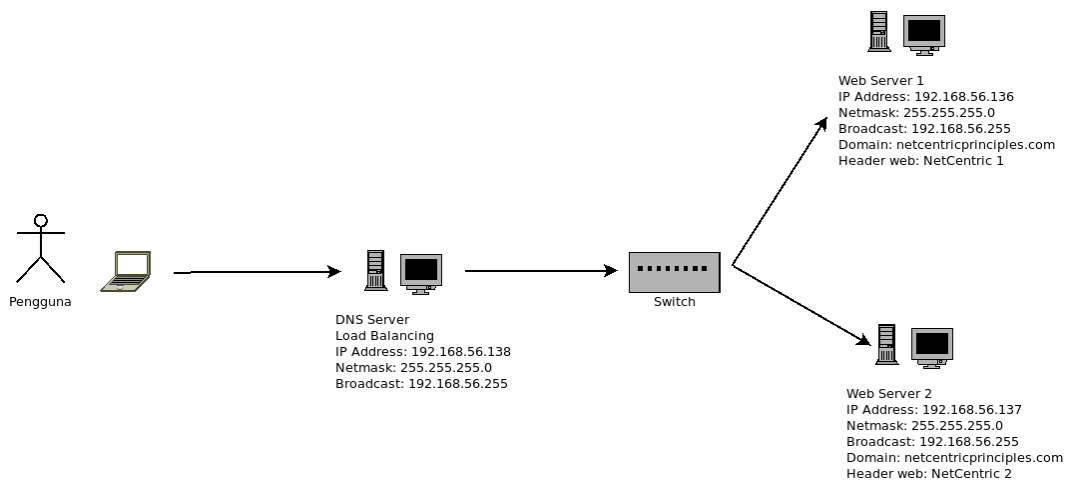 Web Server 1
IP Address: 192.168.56.136
Netmask: 255.255.255.0
Broadcast: 192.168.56.255
Domain: netcentricprinciples.com
Header web: NetCentric 1
Pengguna
DNS Server
Load Balancing
IP Address: 192.168.56.138
Netmask: 255.255.255.0
Broadcast: 192.168.56.255
Switch
Web Server 2
IP Address: 192.168.56.137
Netmask: 255.255.255.0
Broadcast: 192.168.56.255
Domain: netcentricprinciples.com
Header web: NetCentric 2